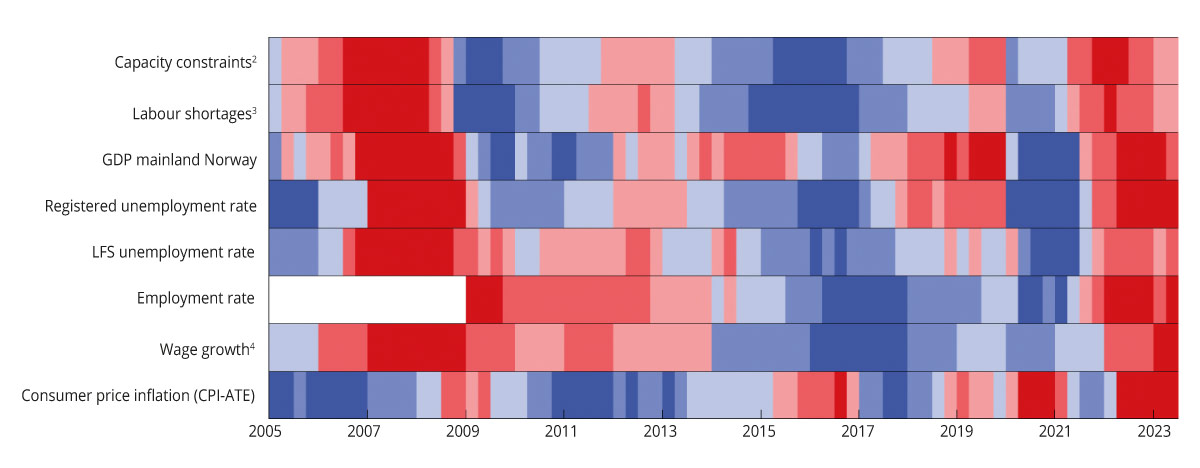 Capacity constraints²
Labour shortages³
GDP mainland Norway
Registered unemployment rate
LFS unemployment rate
Employment rate
Wage growth⁴
Consumer price inflation (CPI-ATE)
2005 2007 2009 2011 2013 2015 2017 2019 2021 2023